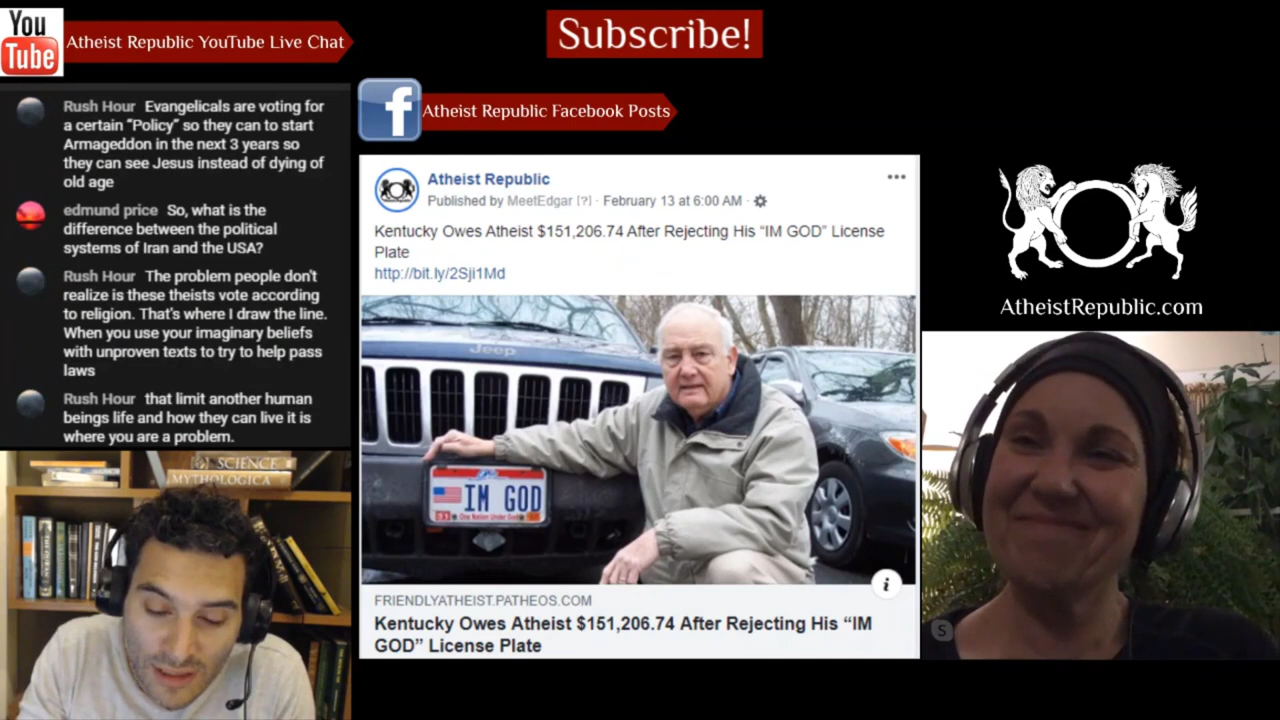 You
Tube
Atheist Republic YouTube Live Chat
Subscribe!
Rush Hour Evangelicals are voting for
a certain “Policy” so they can to start
Armageddon in the next 3 years so
they can see Jesus instead of dying of
old age
edmund price So, what is the
difference between the political
systems of Iran and the USA?
Rush Hour The problem people don't
realize is these theists vote according
to religion. That's where I draw the line.
When you use your imaginary beliefs
with unproven texts to try to help pass
laws
Rush Hour that limit another human
beings life and how they can live it is
where you are a problem.
SCIENCE
MYTHOLOGICA
f
Atheist Republic Facebook Posts
Atheist Republic
Published by MeetEdgar [?] · February 13 at 6:00 AM ·
Kentucky Owes Atheist $151,206.74 After Rejecting His “IM GOD” License
Plate
http://bit.ly/2Sji1Md
Jeep
IM GOD
One Nation Under God
i
FRIENDLYATHEIST.PATHEOS.COM
Kentucky Owes Atheist $151,206.74 After Rejecting His “IM
GOD” License Plate
AtheistRepublic.com
S